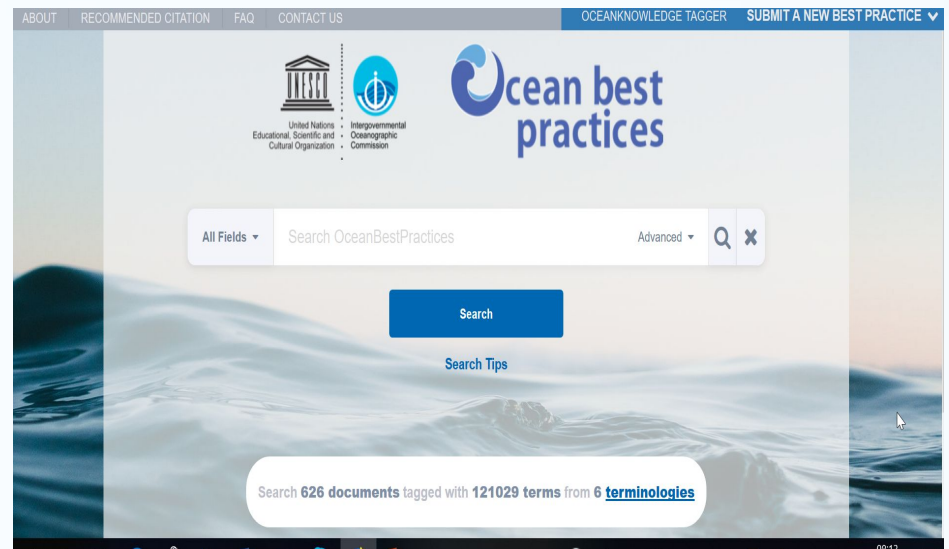 ABOUT RECOMMENDED CITATION FAQ CONTACT US OCEANKNOWLEDGE TAGGER SUBMIT A NEW BEST PRACTICE
UNESCO
United Nations
Educational, Scientific and
Cultural Organization
Intergovernmental
Oceanographic
Commission
Ocean best
practices
All Fields Search OceanBestPractices Advanced
Search
Search Tips
Search 626 documents tagged with 121029 terms from 6 terminologies